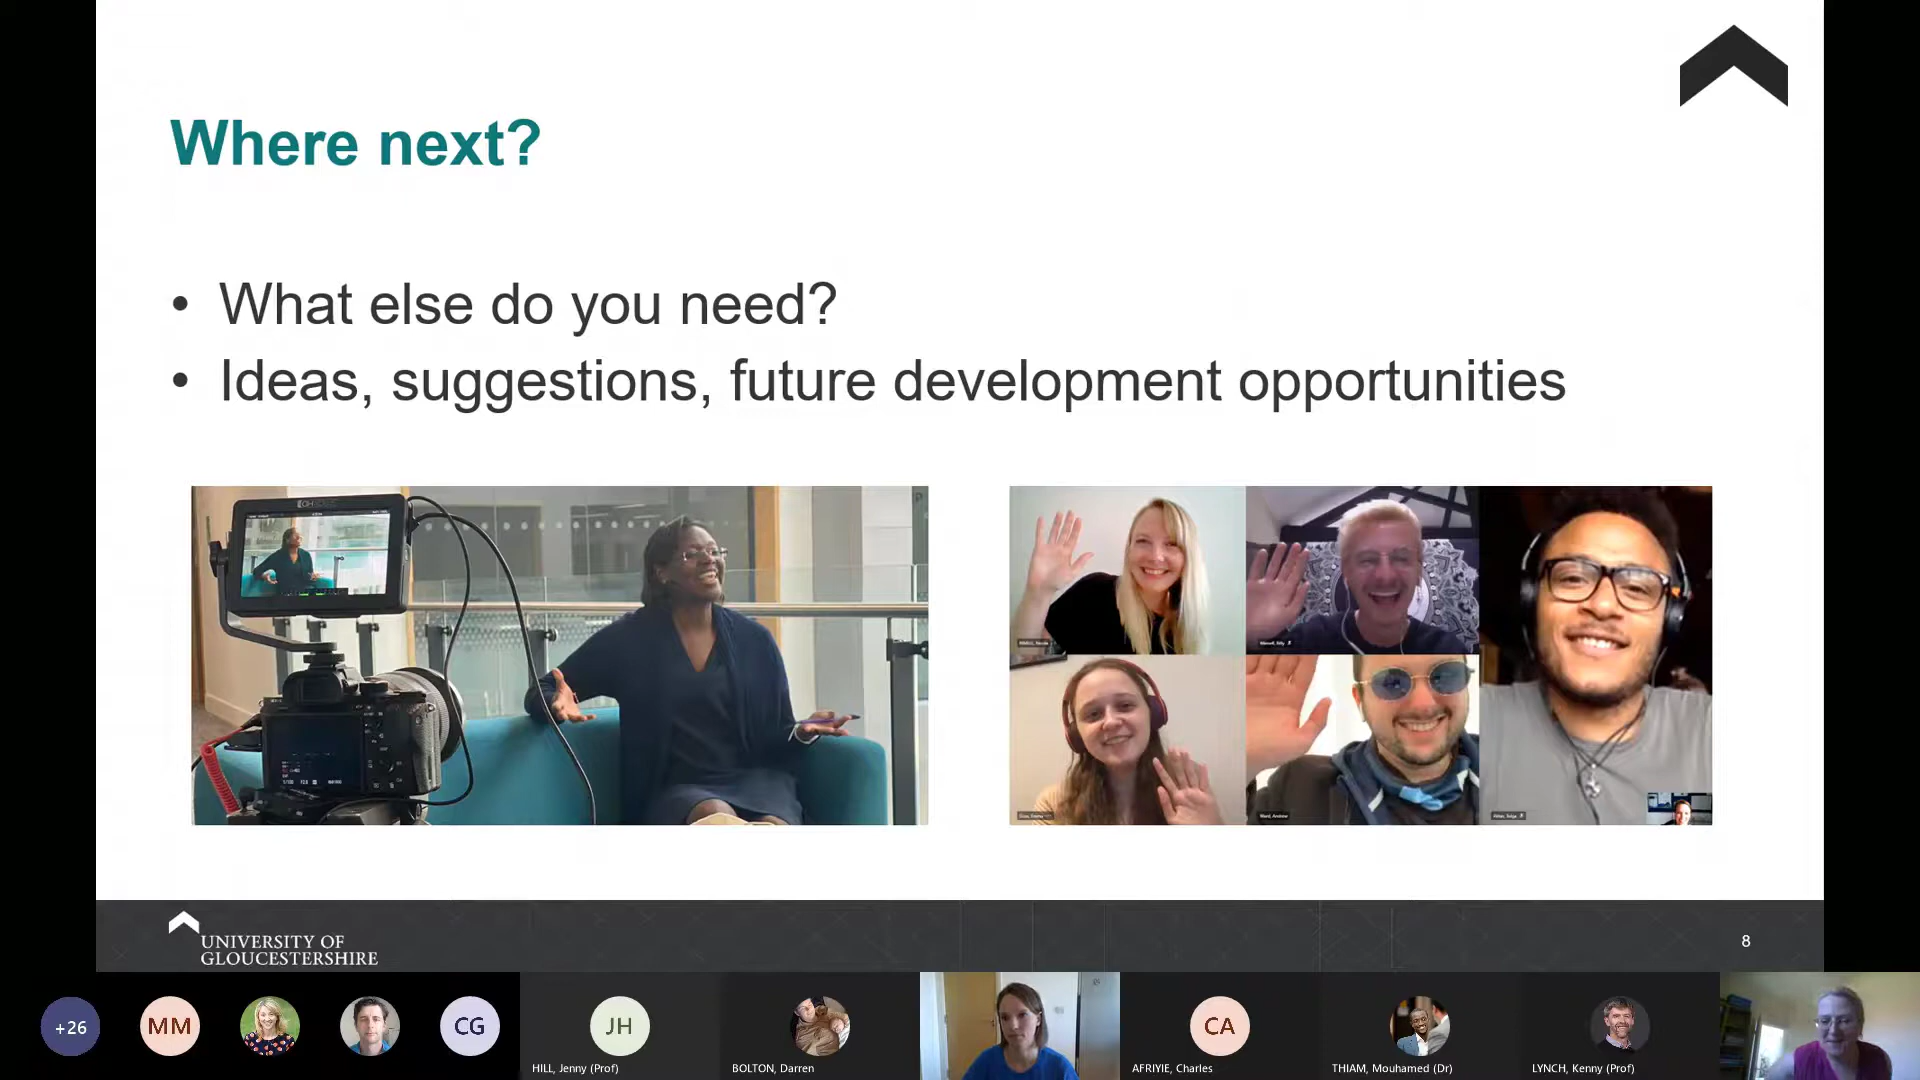 Where next?
• What else do you need?
• Ideas, suggestions, future development opportunities
UNIVERSITY OF
GLOUCESTERSHIRE
8
+26
MM
CG
JH
HILL, Jenny (Prof)
BOLTON, Darren
CA
AFRIYIE, Charles
THIAM, Mouhamed (Dr)
LYNCH, Kenny (Prof)